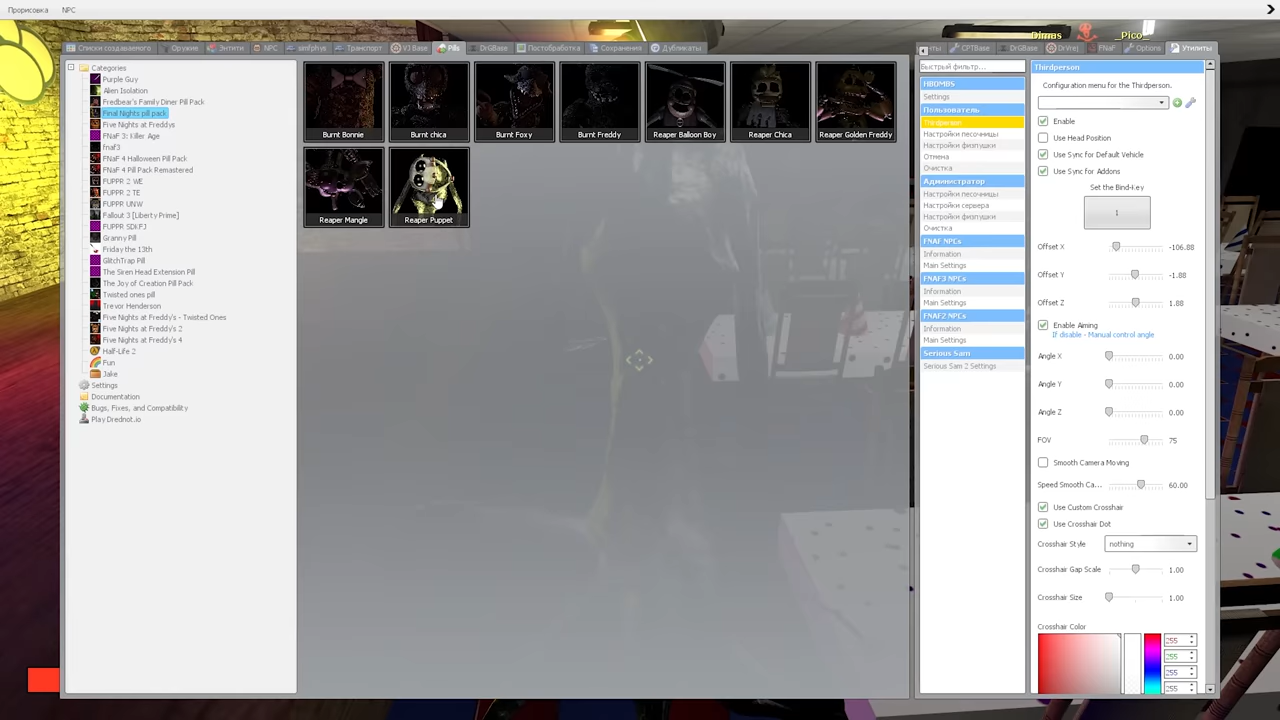 Прорисовка NPC
Dimas _Pico
Списки создаваемого Оружие Энтити NPC simfphys Транспорт VJ Base Pills DrGBase Постобработка Сохранения Дубликаты
CPTBase DrGBase DrVrej FNaF Options Утилиты
Categories
Purple Guy
Alien Isolation
Fredbear's Family Diner Pill Pack
Final Nights pill pack
Five Nights at Freddys
FNaF 3: Killer Age
fnaf3
FNaF 4 Halloween Pill Pack
FNaF 4 Pill Pack Remastered
FUPPR 2 WE
FUPPR 2 TE
FUPPR UNW
Fallout 3 [Liberty Prime]
FUPPR SDI-FJ
Granny Pill
Friday the 13th
GlitchTrap Pill
The Siren Head Extension Pill
The Joy of Creation Pill Pack
Twisted ones pill
Trevor Henderson
Five Nights at Freddy's - Twisted Ones
Five Nights at Freddy's 2
Five Nights at Freddy's 4
Half-Life 2
Fun
Jake
Settings
Documentation
Bugs, Fixes, and Compatibility
Play Drednot.io
Burnt Bonnie
Burnt chica
Burnt Foxy
Burnt Freddy
Reaper Balloon Boy
Reaper Chica
Reaper Golden Freddy
Reaper Mangle
Reaper Puppet
Быстрый фильтр...
HBOMBS
Settings
Пользователь
Thirdperson
Настройки песочницы
Настройки физпушки
Отмена
Очистка
Администратор
Настройки песочницы
Настройки сервера
Настройки физпушки
Очистка
FNAF NPCs
Information
Main Settings
FNAF3 NPCs
Information
Main Settings
FNAF2 NPCs
Information
Main Settings
Serious Sam
Serious Sam 2 Settings
Thirdperson
Configuration menu for the Thirdperson.
Enable
Use Head Position
Use Sync for Default Vehicle
Use Sync for Addons
Set the Bind-Key
1
Offset X -106.88
Offset Y -1.88
Offset Z 1.88
Enable Aiming
If disable - Manual control angle
Angle X 0.00
Angle Y 0.00
Angle Z 0.00
FOV 75
Smooth Camera Moving
Speed Smooth Ca... 60.00
Use Custom Crosshair
Use Crosshair Dot
Crosshair Style nothing
Crosshair Gap Scale 1.00
Crosshair Size 1.00
Crosshair Color
255
255
255
255